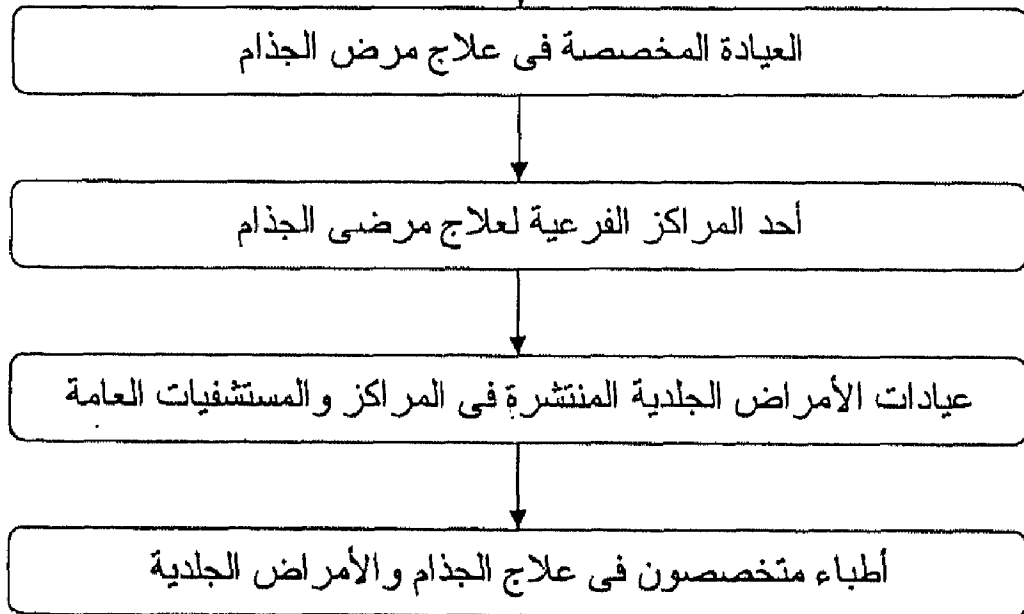 العيادة المخصصة فى علاج مرض الجذام
أحد المراكز الفرعية لعلاج مرضى الجذام
عيادات الأمراض الجلدية المنتشرة فى المراكز والمستشفيات العامة
أطباء متخصصون فى علاج الجذام والأمراض الجلدية